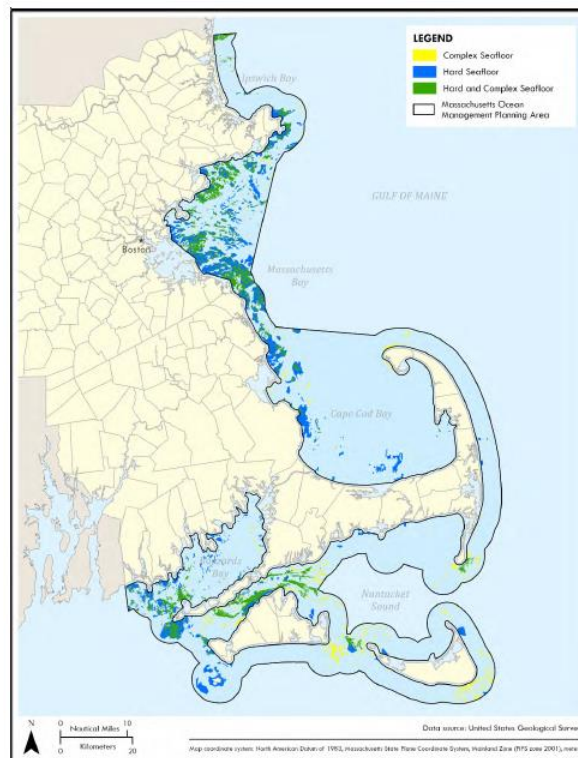 LEGEND
Complex Seafloor
Hard Seafloor
Hard and Complex Seafloor
Massachusetts Ocean
Management Planning Area
Ipswich Bay
GULF OF MAINE
Boston
Massachusetts
Bay
Cape Cod Bay
Bay
Nantucket
Sound
N
0 10
Nautical Miles
Kilometers
0 20
Data source: United States Geological Surve
Map coordinate system: North American Datum of 1983, Massachusetts State Plane Coordinate System, Mainland Zone (FIPS zone 2001), mete